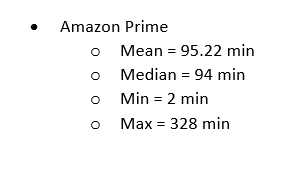 • Amazon Prime
o Mean = 95.22 min
o Median = 94 min
o Min = 2 min
o Max = 328 min